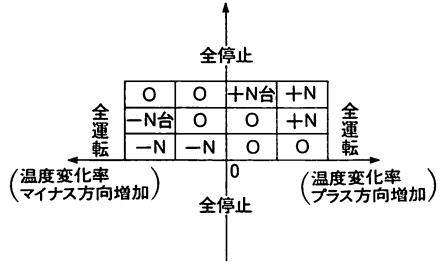 全停止
O O +N台 +N
全運転
-N台 O O +N
全運転
-N -N O O
0
(温度変化率
マイナス方向増加)
(温度変化率
プラス方向増加)
全停止